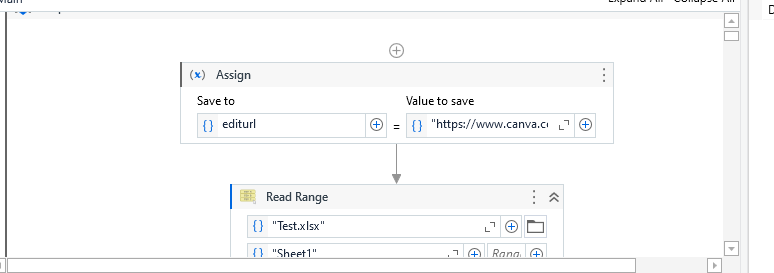 Main
Expand All Collapse All
D
(x) Assign
Save to
Value to save
{ } editurl
=
{ } "https://www.canva.c
Read Range
{ } "Test.xlsx"
{ } "Sheet1"
Rang